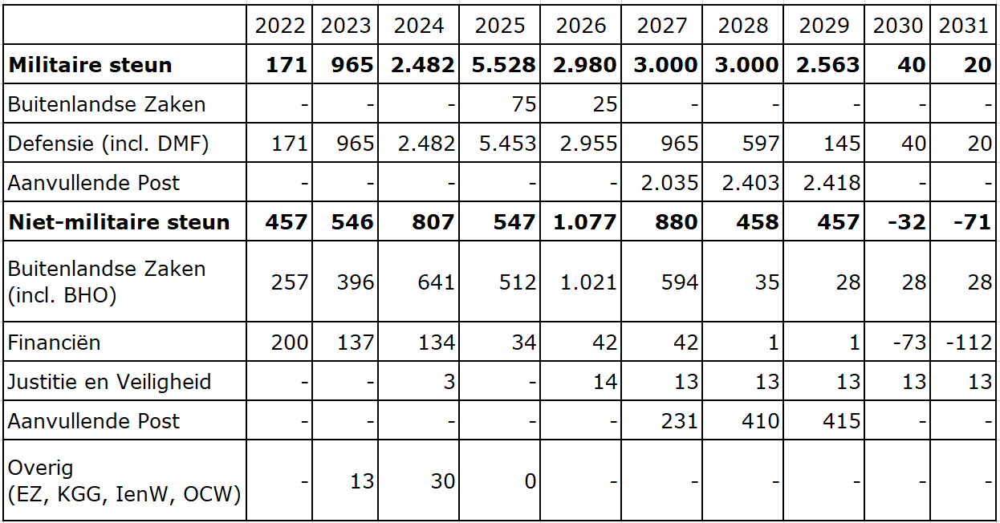 2022 2023 2024 2025 2026 2027 2028 2029 2030 2031
Militaire steun 171 965 2.482 5.528 2.980 3.000 3.000 2.563 40 20
Buitenlandse Zaken - - - 75 25 - - - - -
Defensie (incl. DMF) 171 965 2.482 5.453 2.955 965 597 145 40 20
Aanvullende Post - - - - - 2.035 2.403 2.418 - -
Niet-militaire steun 457 546 807 547 1.077 880 458 457 -32 -71
Buitenlandse Zaken
(incl. BHO) 257 396 641 512 1.021 594 35 28 28 28
Financiën 200 137 134 34 42 42 1 1 -73 -112
Justitie en Veiligheid - - 3 - 14 13 13 13 13 13
Aanvullende Post - - - - - 231 410 415 - -
Overig
(EZ, KGG, IenW, OCW) - 13 30 0 - - - - - -